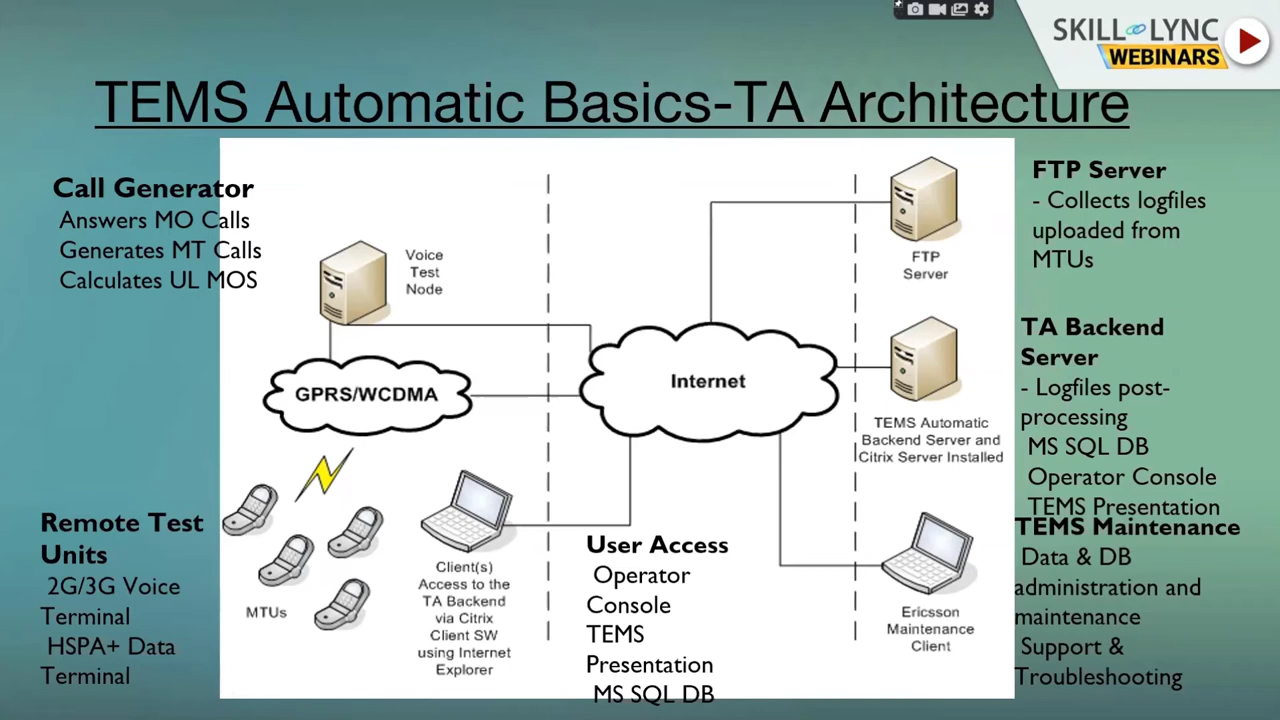 SKILL LYNC
WEBINARS
TEMS Automatic Basics-TA Architecture
Call Generator
Answers MO Calls
Generates MT Calls
Calculates UL MOS
Voice
Test
Node
GPRS/WCDMA
Internet
FTP
Server
FTP Server
- Collects logfiles
uploaded from
MTUs
TEMS Automatic
Backend Server and
Citrix Server Installed
TA Backend
Server
- Logfiles post-
processing
MS SQL DB
Operator Console
TEMS Presentation
Remote Test
Units
2G/3G Voice
Terminal
HSPA+ Data
Terminal
MTUs
Client(s)
Access to the
TA Backend
via Citrix
Client SW
using Internet
Explorer
User Access
Operator
Console
TEMS
Presentation
MS SQL DB
Ericsson
Maintenance
Client
TEMS Maintenance
Data & DB
administration and
maintenance
Support &
Troubleshooting